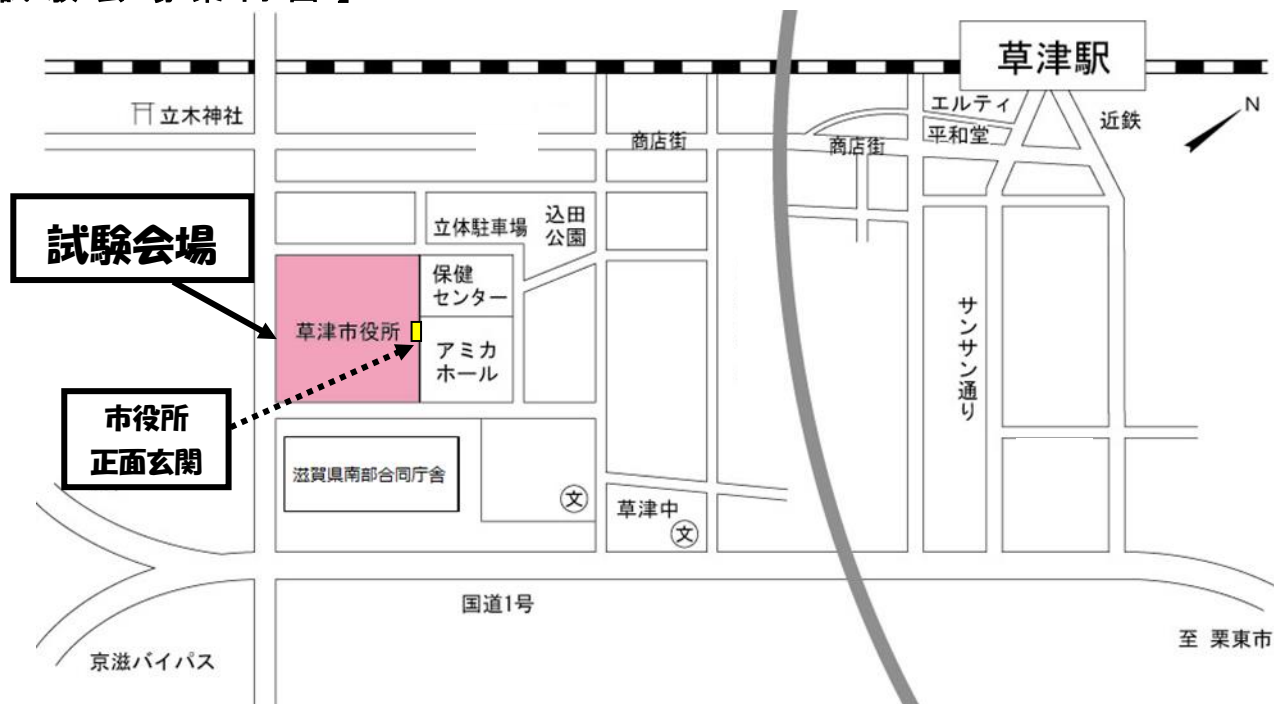 草津駅
エルティ
平和堂
近鉄
N
立木神社
商店街
商店街
試験会場
立体駐車場
込田
公園
保健
センター
草津市役所
アミカ
ホール
サンサン通り
市役所
正面玄関
滋賀県南部合同庁舎
文
草津中
文
国道1号
京滋バイパス
至 栗東市